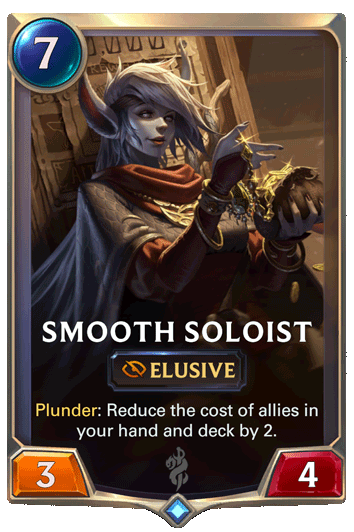 7
SMOOTH SOLOIST
ELUSIVE
Plunder: Reduce the cost of allies in
your hand and deck by 2.
3
4